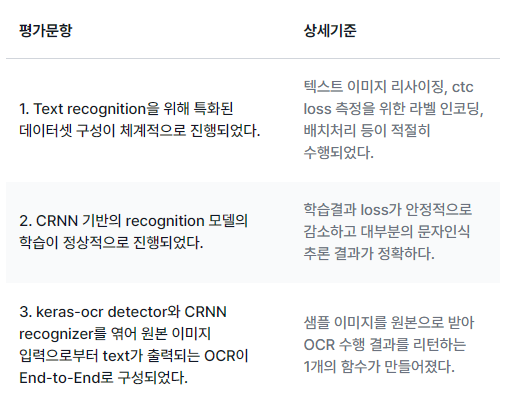 평가문항
상세기준
1. Text recognition을 위해 특화된
데이터셋 구성이 체계적으로 진행되었다.
텍스트 이미지 리사이징, ctc
loss 측정을 위한 라벨 인코딩,
배치처리 등이 적절히
수행되었다.
2. CRNN 기반의 recognition 모델의
학습이 정상적으로 진행되었다.
학습결과 loss가 안정적으로
감소하고 대부분의 문자인식
추론 결과가 정확하다.
3. keras-ocr detector와 CRNN
recognizer를 엮어 원본 이미지
입력으로부터 text가 출력되는 OCR이
End-to-End로 구성되었다.
샘플 이미지를 원본으로 받아
OCR 수행 결과를 리턴하는
1개의 함수가 만들어졌다.